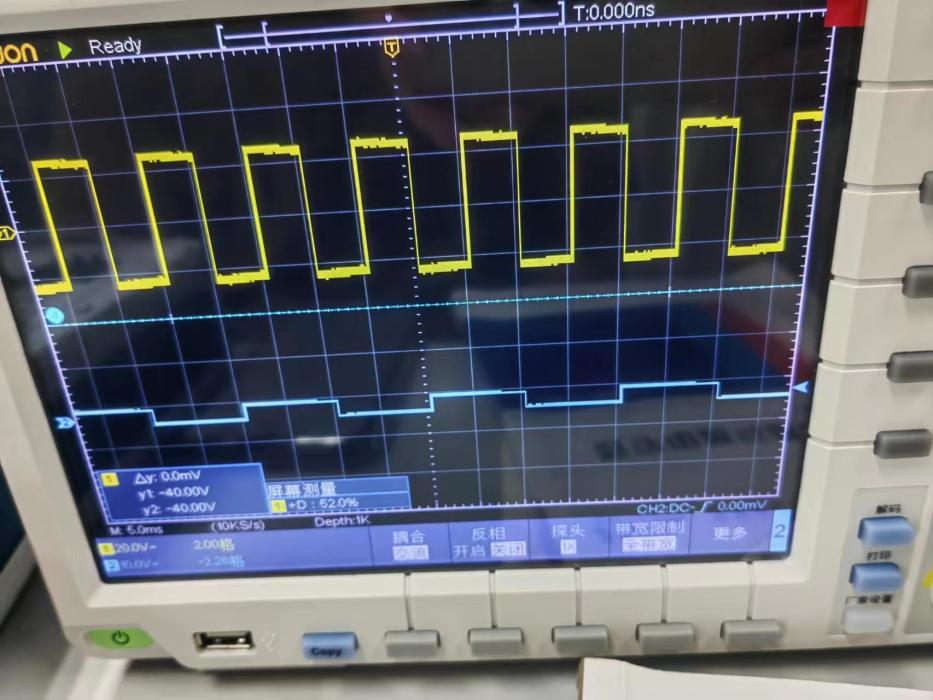 Ready
T:0.000ns
T
1
Δy: 0.0mV
y1: -40.00V
y2: -40.00V
屏幕测量
1 +D : 52.0%
CH2:DC- 0.00mV
M: 5.0ms (10KS/s) Depth:1K
1 20.0V~ 2.00格
2 10.0V~ -2.28格
耦合
交流
反相
开启 关闭
探头
1X
带宽限制
全带宽
更多
2
解码
打印
Copy